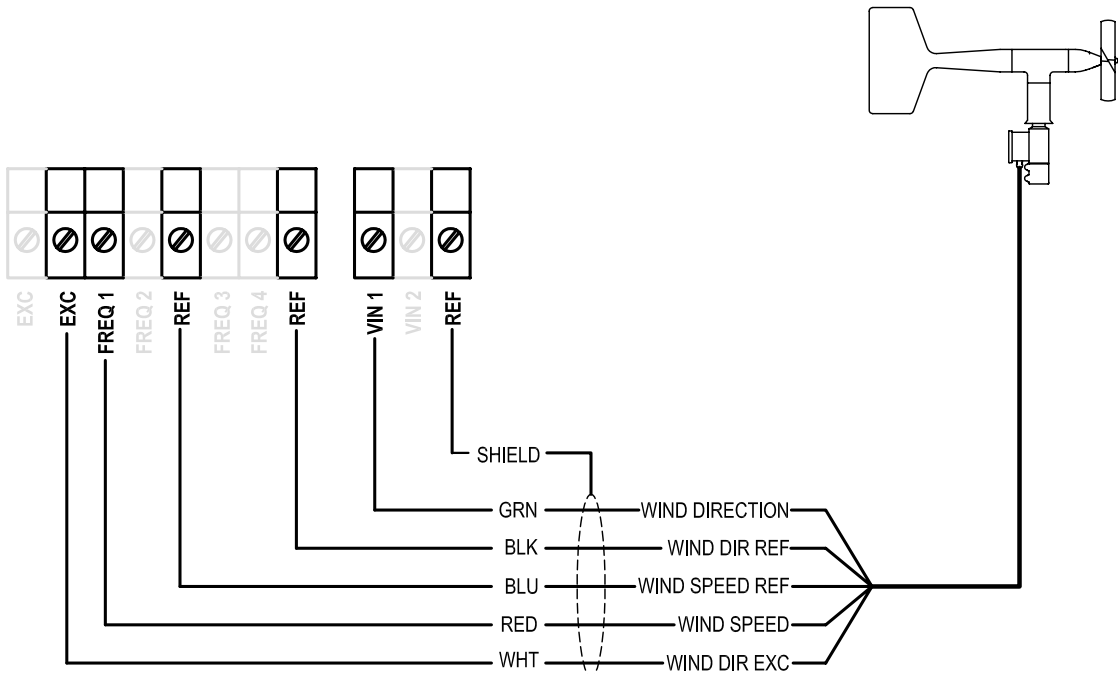 EXC
EXC
FREQ 1
FREQ 2
REF
FREQ 3
FREQ 4
REF
VIN 1
VIN 2
REF
SHIELD
GRN WIND DIRECTION
BLK WIND DIR REF
BLU WIND SPEED REF
RED WIND SPEED
WHT WIND DIR EXC